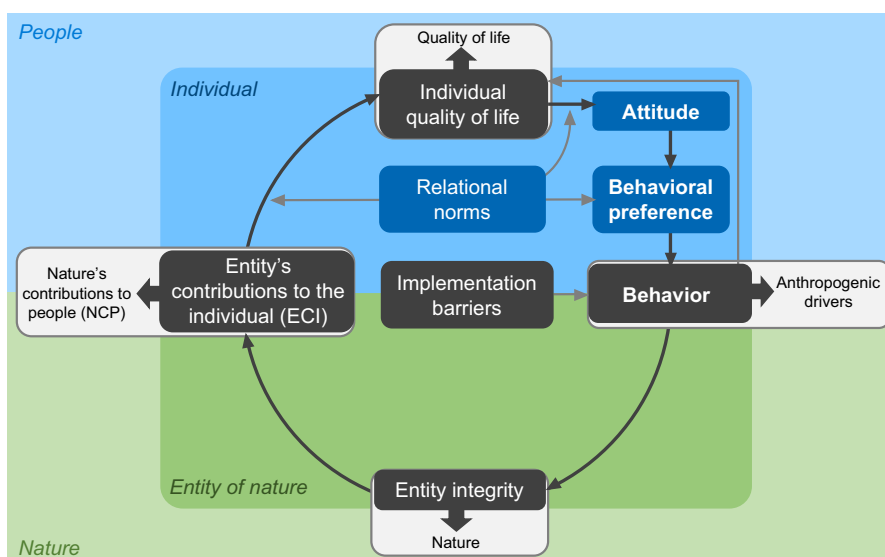 People
Quality of life
Individual
Individual
quality of life
Attitude
Relational
norms
Behavioral
preference
Nature’s
contributions to
people (NCP)
Entity’s
contributions to the
individual (ECI)
Implementation
barriers
Behavior
Anthropogenic
drivers
Entity of nature
Entity integrity
Nature
Nature